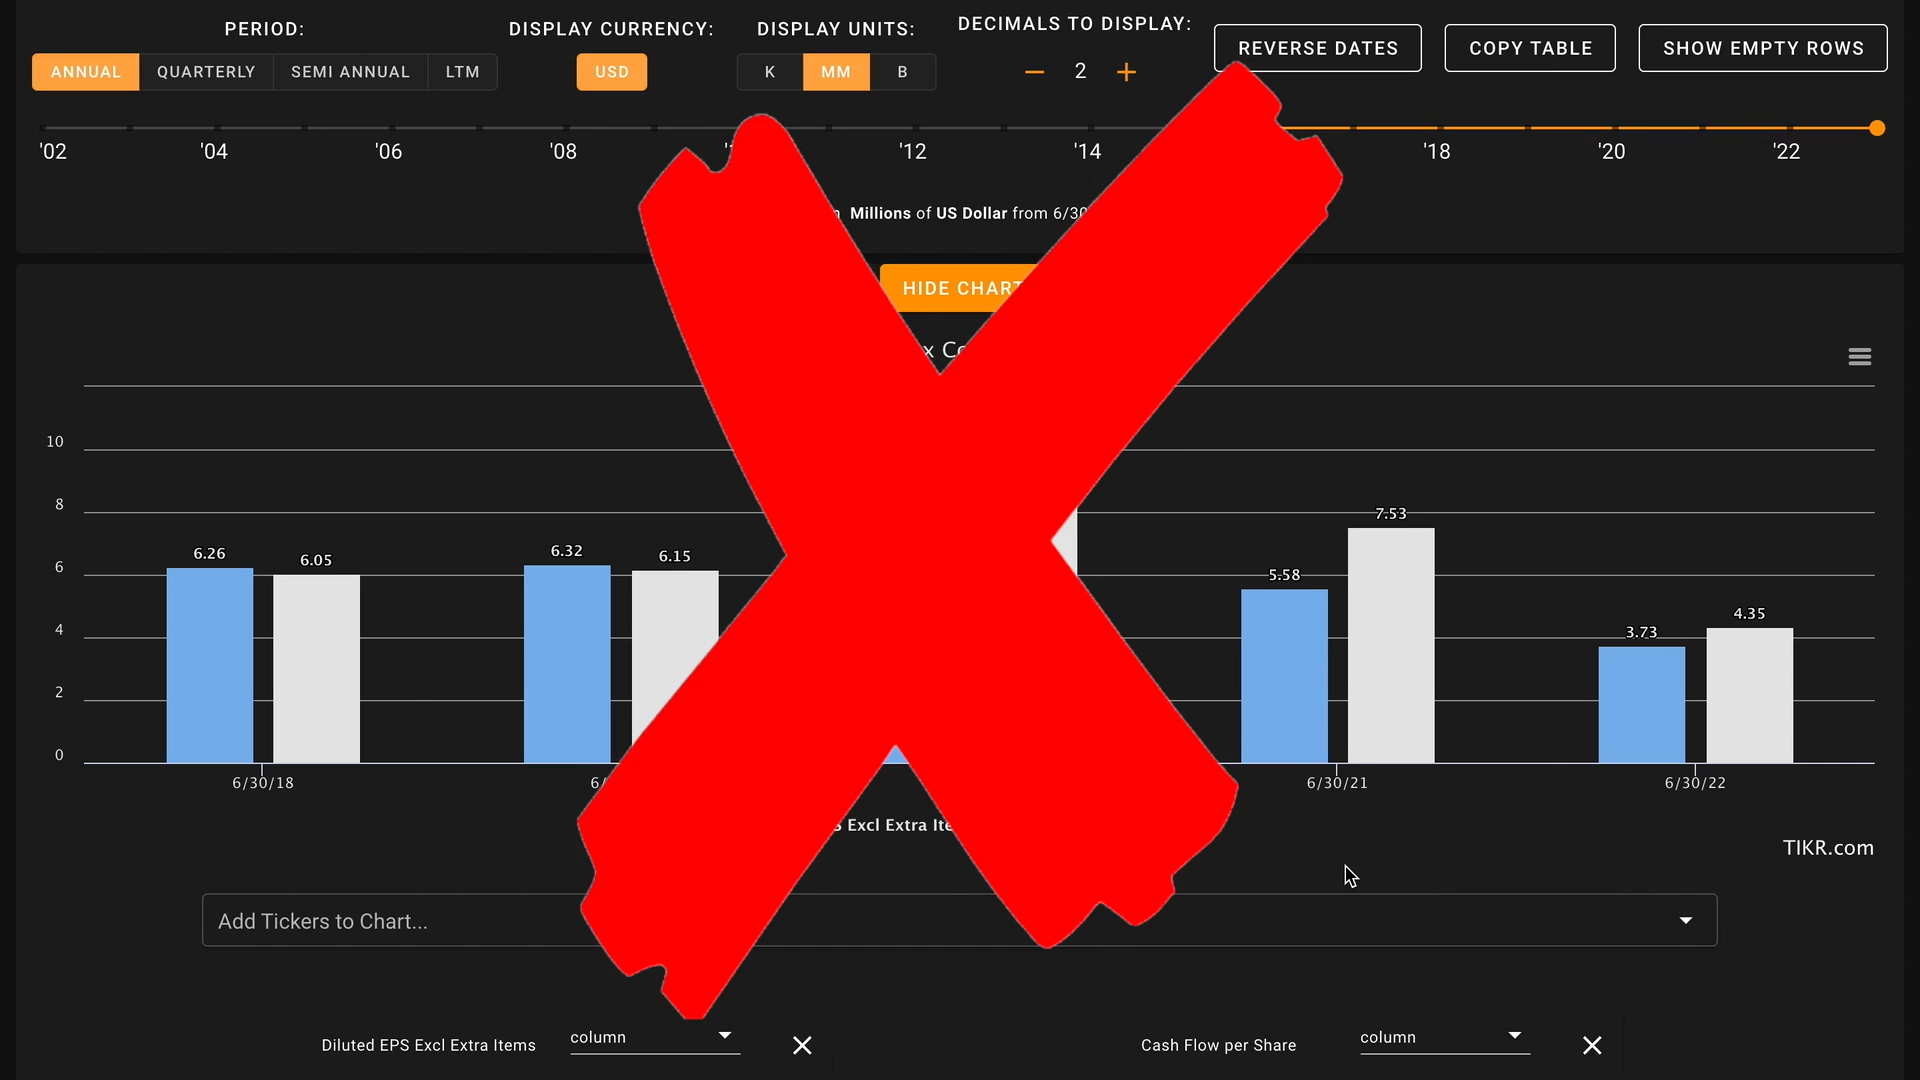 PERIOD: DISPLAY CURRENCY: DISPLAY UNITS: DECIMALS TO DISPLAY:
ANNUAL QUARTERLY SEMI ANNUAL LTM USD K MM B 2 REVERSE DATES COPY TABLE SHOW EMPTY ROWS
'02 '04 '06 '08 '12 '14 '18 '20 '22
Millions of US Dollar from 6/30
HIDE CHART
10
8
6
4
2
0
6.26 6.05 6.32 6.15 5.58 7.53 3.73 4.35
6/30/18 6/30/21 6/30/22
Excl Extra
TIKR.com
Add Tickers to Chart...
Diluted EPS Excl Extra Items column Cash Flow per Share column